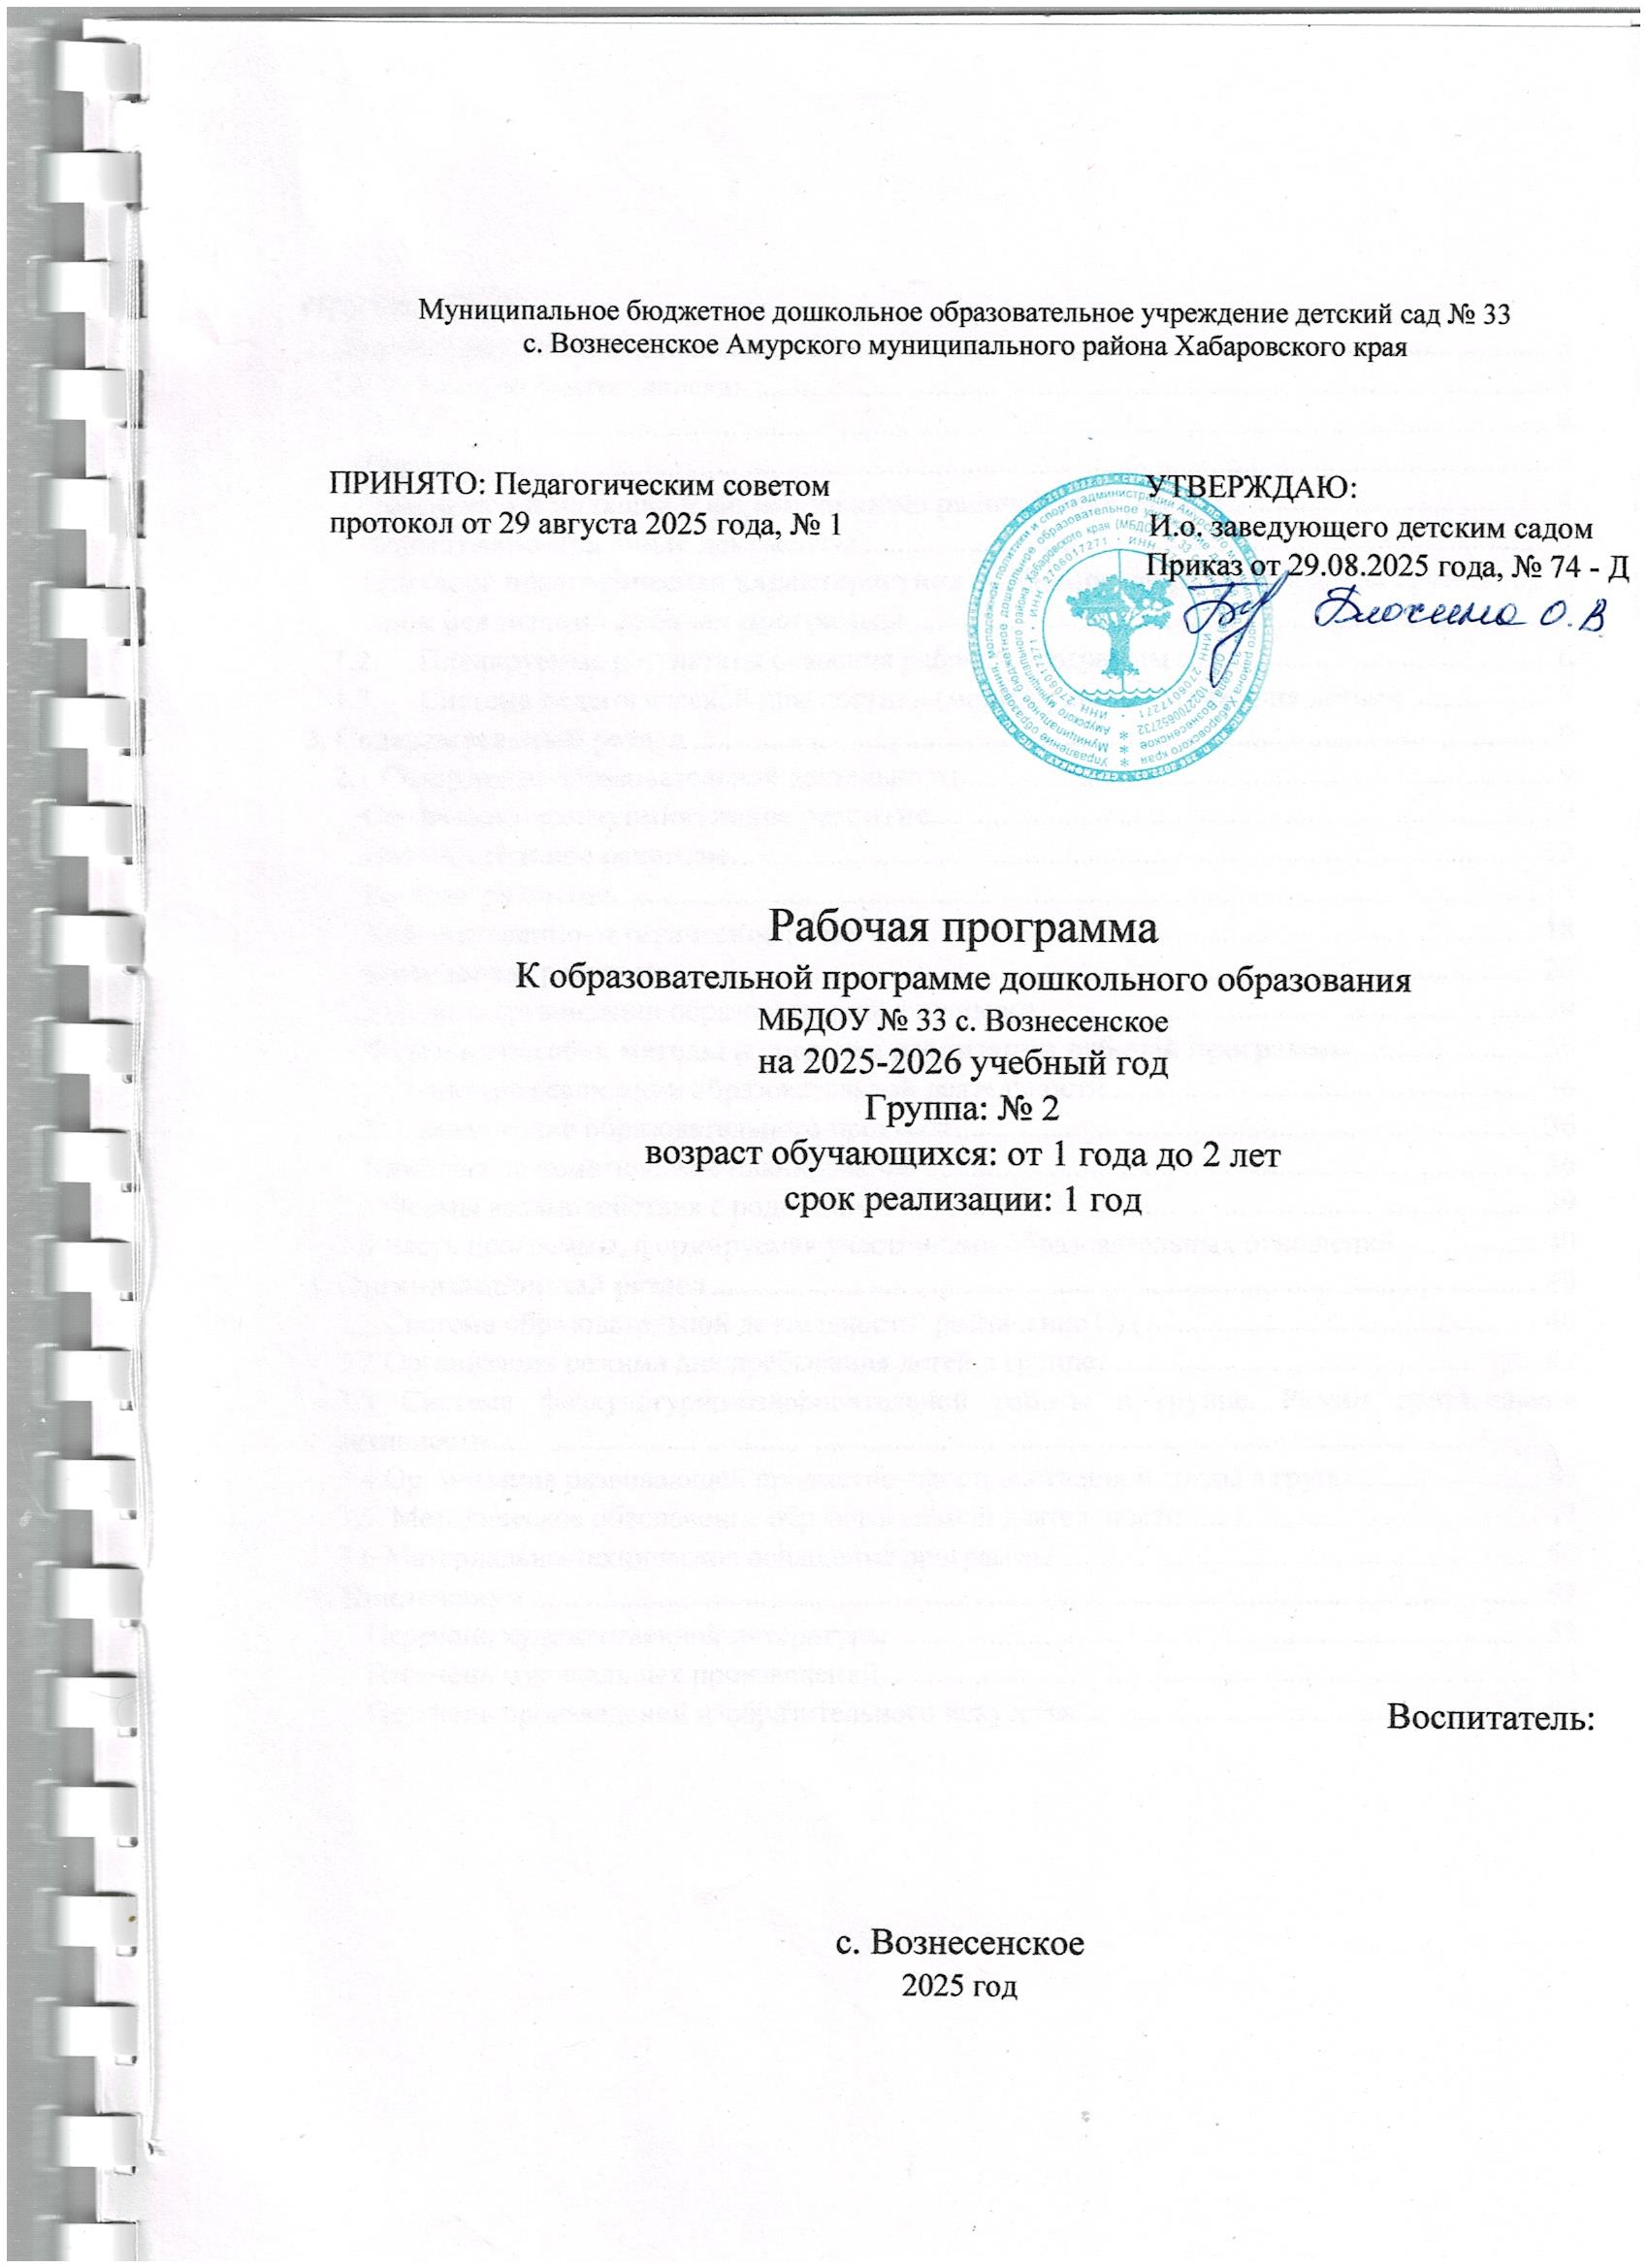 Муниципальное бюджетное дошкольное образовательное учреждение детский сад № 33
с. Вознесенское Амурского муниципального района Хабаровского края
ПРИНЯТО: Педагогическим советом
протокол от 29 августа 2025 года, № 1
УТВЕРЖДАЮ:
И.о. заведующего детским садом
Приказ от 29.08.2025 года, № 74 - Д
Блохина О.В
ИНН 2706017271
Рабочая программа
К образовательной программе дошкольного образования
МБДОУ № 33 с. Вознесенское
на 2025-2026 учебный год
Группа: № 2
возраст обучающихся: от 1 года до 2 лет
срок реализации: 1 год
Воспитатель:
с. Вознесенское
2025 год